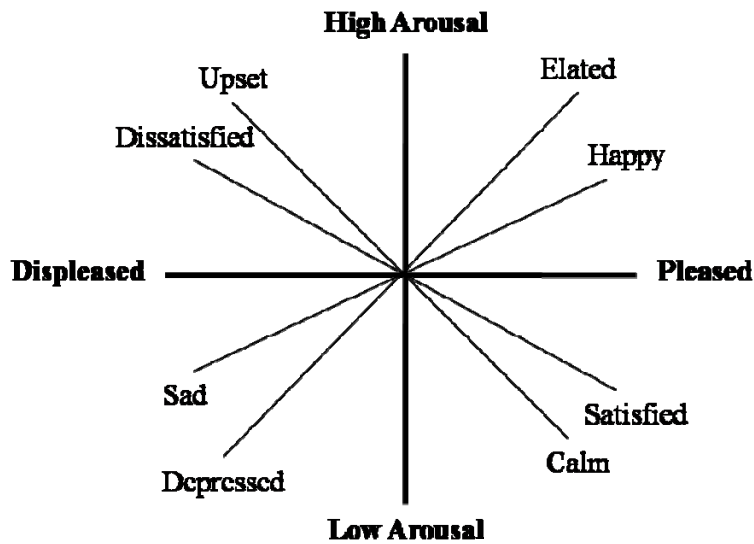 High Arousal
Upset
Elated
Dissatisfied
Happy
Displeased
Pleased
Sad
Satisfied
Depressed
Calm
Low Arousal